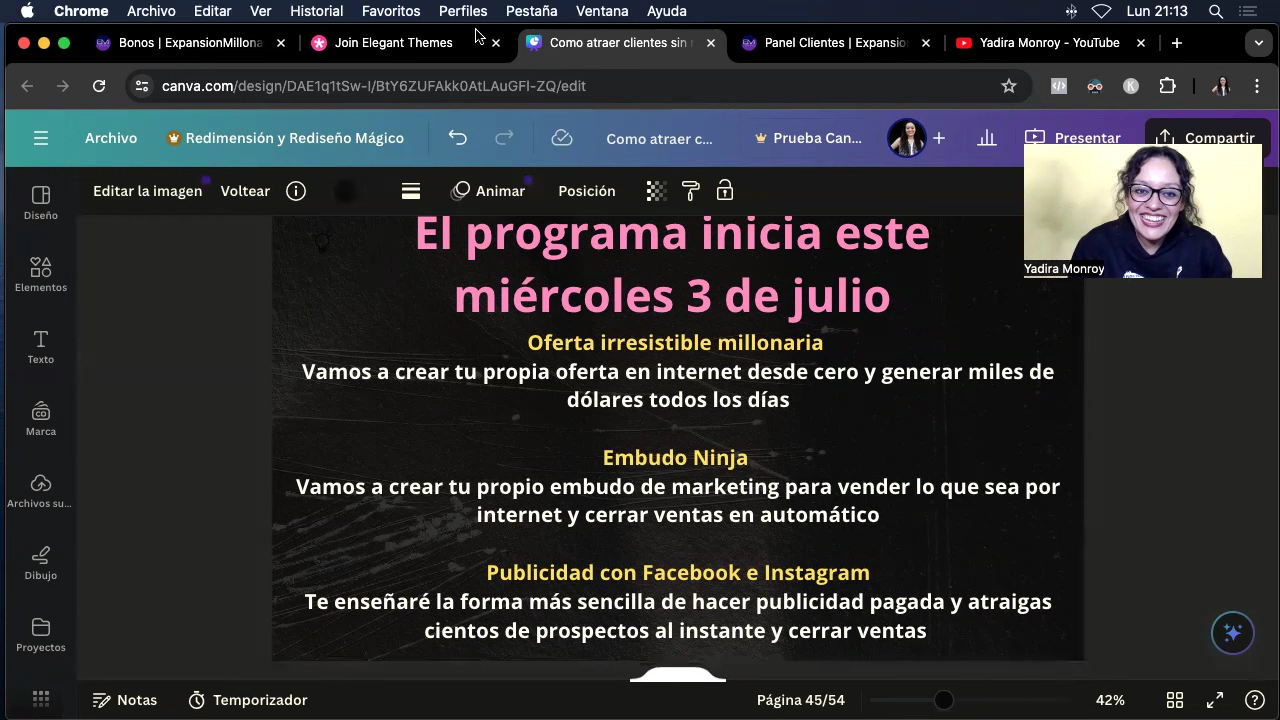 Chrome Archivo Editar Ver Historial Favoritos Perfiles Pestaña Ventana Ayuda Lun 21:13
Bonos | ExpansionMillona Join Elegant Themes Como atraer clientes sin Panel Clientes | Expansio Yadira Monroy - YouTube
canva.com/design/DAE1q1tSw-I/BtY6ZUFAkk0AtLAuGFI-ZQ/edit
Archivo Redimensión y Rediseño Mágico Como atraer c... Prueba Can... Presentar Compartir
Editar la imagen Voltear Animar Posición
Diseño
Elementos
Texto
Marca
Archivos su...
Dibujo
Proyectos
El programa inicia este
miércoles 3 de julio
Oferta irresistible millonaria
Vamos a crear tu propia oferta en internet desde cero y generar miles de
dólares todos los días
Embudo Ninja
Vamos a crear tu propio embudo de marketing para vender lo que sea por
internet y cerrar ventas en automático
Publicidad con Facebook e Instagram
Te enseñaré la forma más sencilla de hacer publicidad pagada y atraigas
cientos de prospectos al instante y cerrar ventas
Yadira Monroy
Notas Temporizador Página 45/54 42%